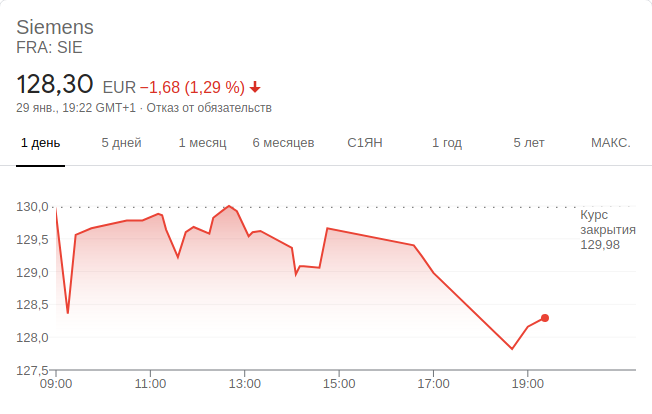 Siemens
FRA: SIE
128,30 EUR −1,68 (1,29 %)
29 янв., 19:22 GMT+1 · Отказ от обязательств
1 день 5 дней 1 месяц 6 месяцев С1ЯН 1 год 5 лет МАКС.
130,0
Курс
закрытия
129,98
129,5
129,0
128,5
128,0
127,5
09:00 11:00 13:00 15:00 17:00 19:00